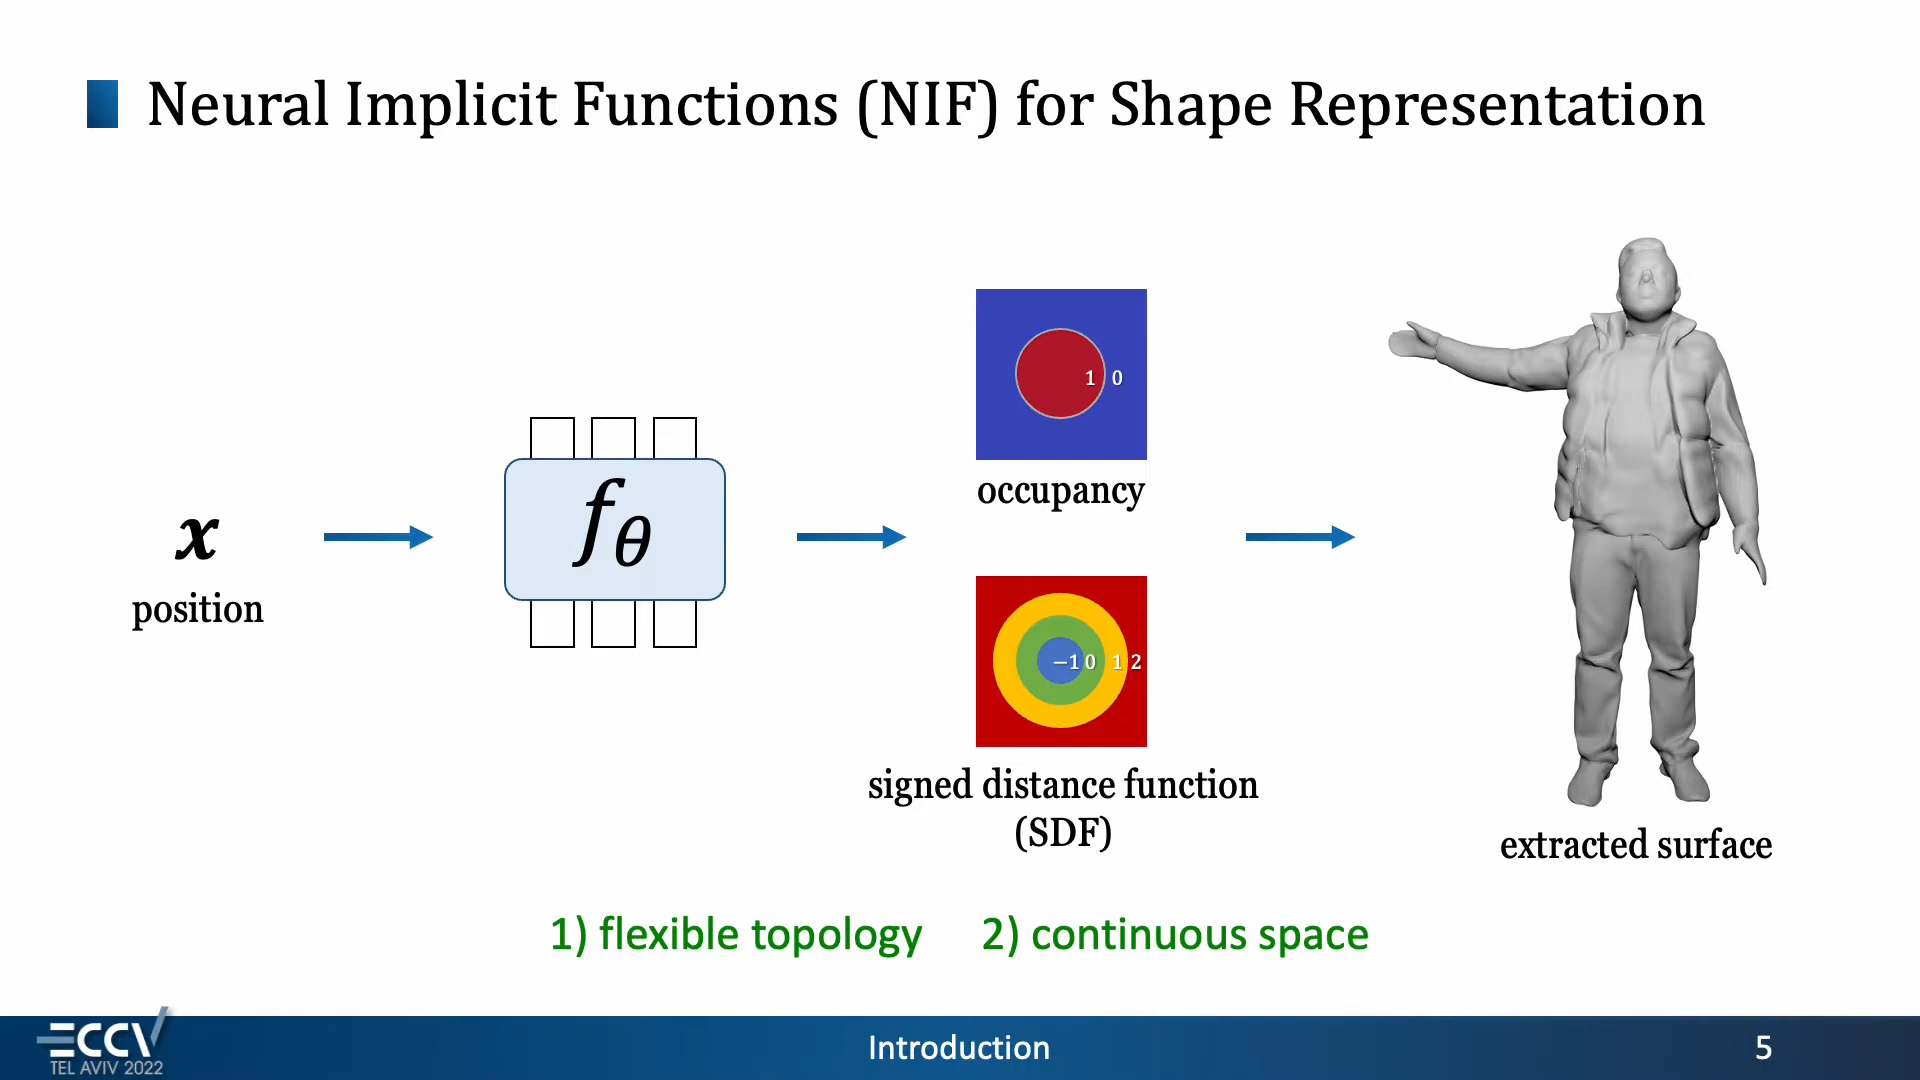 Neural Implicit Functions (NIF) for Shape Representation
x
position
fθ
1 0
occupancy
−1 0 1 2
signed distance function
(SDF)
extracted surface
1) flexible topology 2) continuous space
ECCV
TEL AVIV 2022
Introduction
5